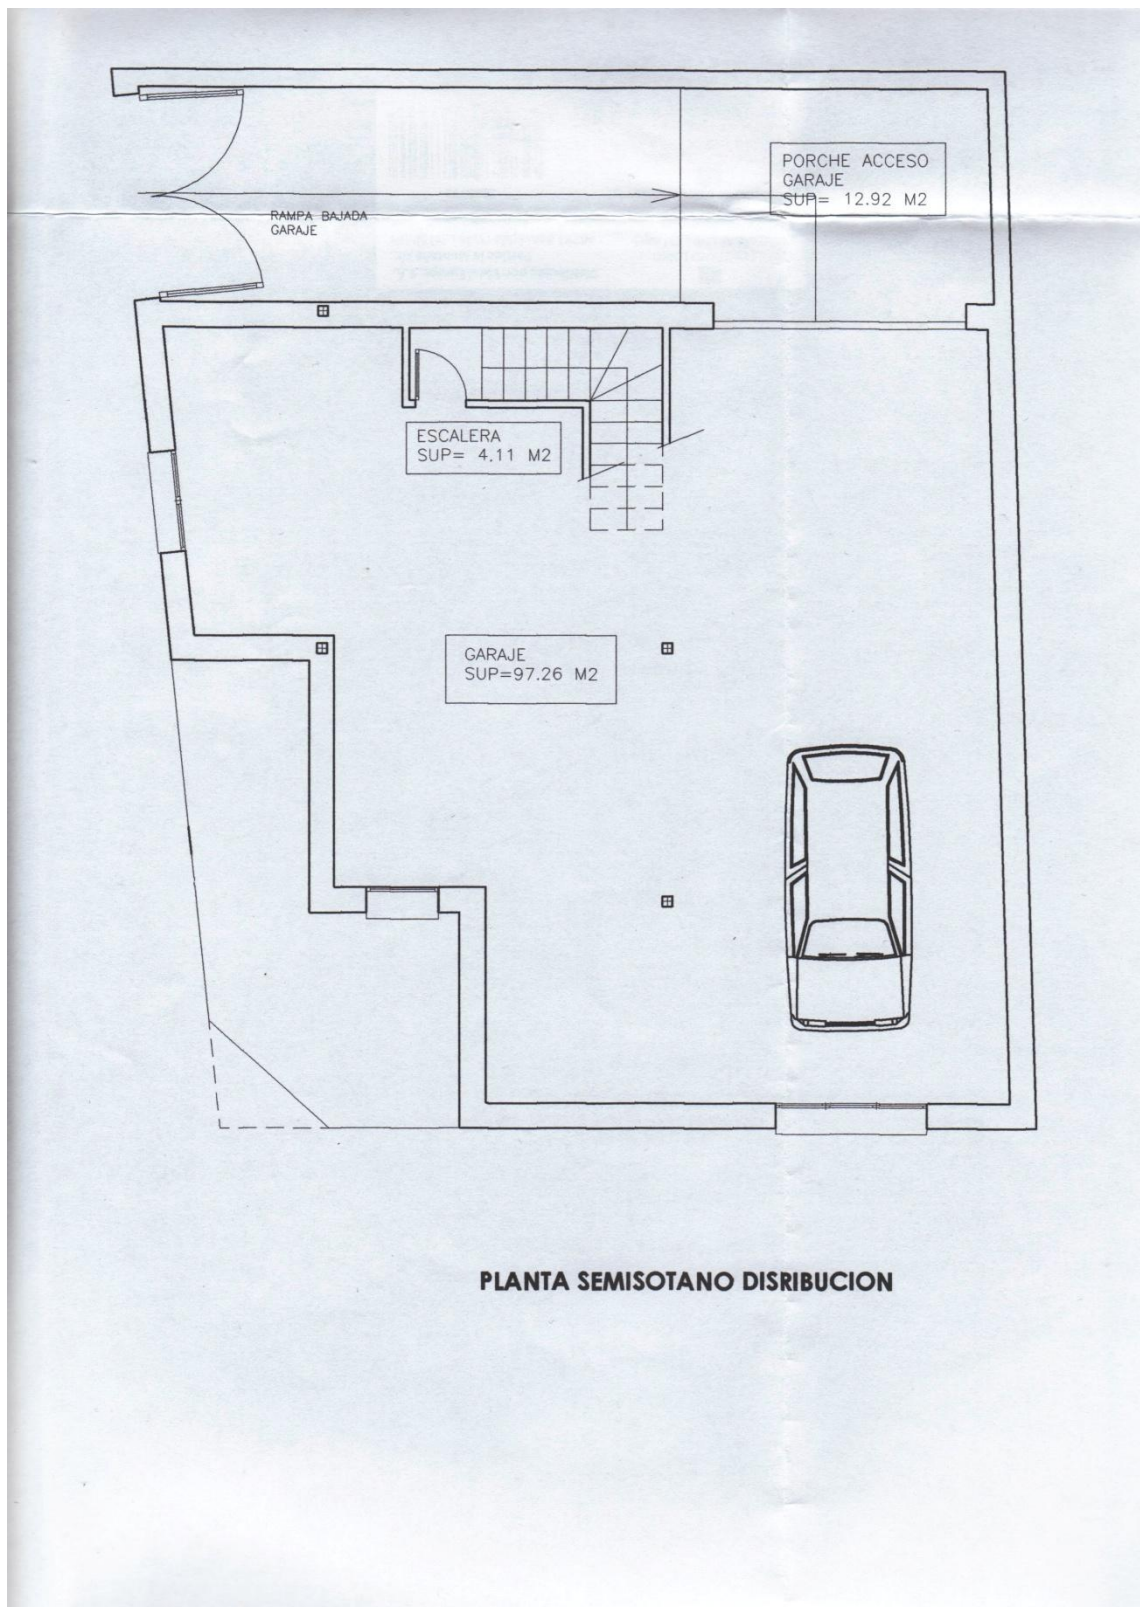 PORCHE ACCESO
GARAJE
SUP= 12.92 M2
RAMPA BAJADA
GARAJE
ESCALERA
SUP= 4.11 M2
GARAJE
SUP=97.26 M2
PLANTA SEMISOTANO DISRIBUCION